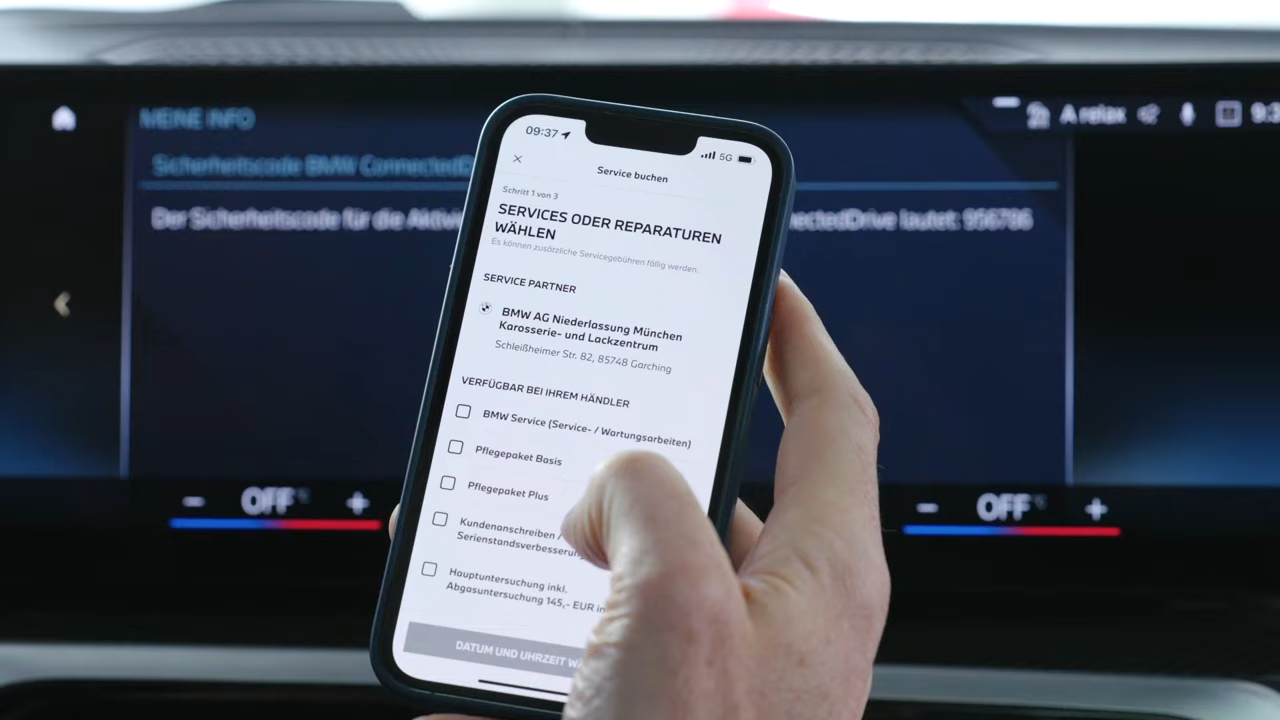 MEINE INFO
Sicherheitscode BMW
A relax
Der Sicherheitscode für die
lautet: 956786
OFF
OFF
09:37
5G
Service buchen
Schritt 1 von 3
SERVICES ODER REPARATUREN
WÄHLEN
Es können zusätzliche Servicegebühren fällig werden.
SERVICE PARTNER
BMW AG Niederlassung München
Karosserie- und Lackzentrum
Schleißheimer Str. 82, 85748 Garching
VERFÜGBAR BEI IHREM HÄNDLER
BMW Service (Service- / Wartungsarbeiten)
Pflegepaket Basis
Pflegepaket Plus
Kundenanschreiben /
Serienstandsverbesserung
Hauptuntersuchung inkl.
Abgasuntersuchung 145,- EUR
DATUM UND UHRZEIT